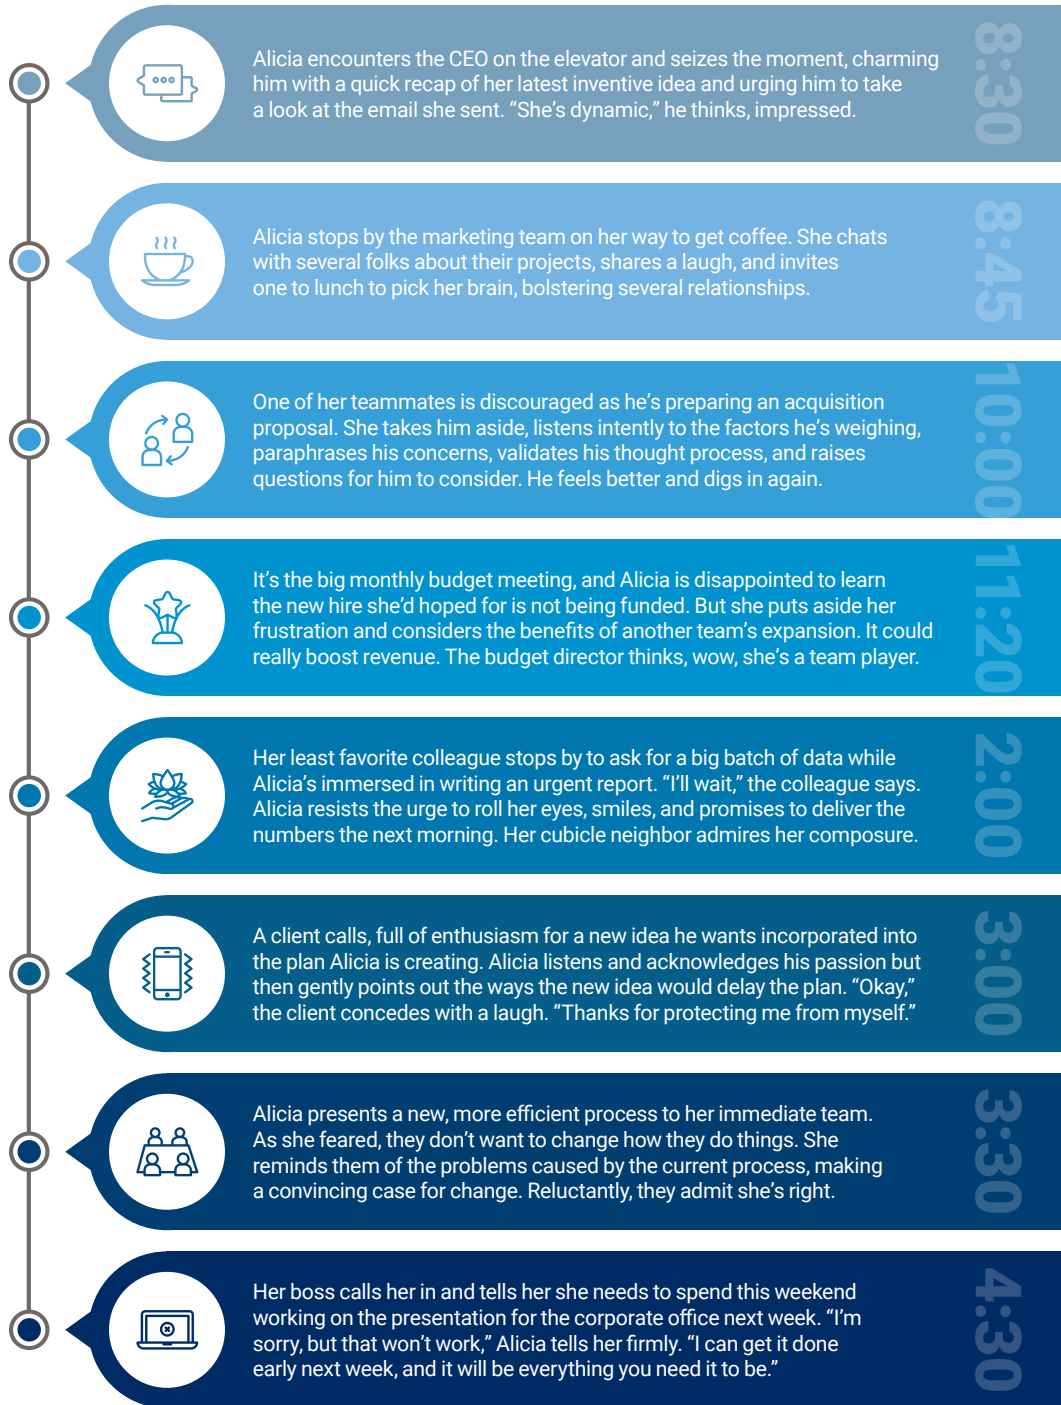 Alicia encounters the CEO on the elevator and seizes the moment, charming
him with a quick recap of her latest inventive idea and urging him to take
a look at the email she sent. “She’s dynamic,” he thinks, impressed.
8:30
Alicia stops by the marketing team on her way to get coffee. She chats
with several folks about their projects, shares a laugh, and invites
one to lunch to pick her brain, bolstering several relationships.
8:45
One of her teammates is discouraged as he’s preparing an acquisition
proposal. She takes him aside, listens intently to the factors he’s weighing,
paraphrases his concerns, validates his thought process, and raises
questions for him to consider. He feels better and digs in again.
10:00
It’s the big monthly budget meeting, and Alicia is disappointed to learn
the new hire she’d hoped for is not being funded. But she puts aside her
frustration and considers the benefits of another team’s expansion. It could
really boost revenue. The budget director thinks, wow, she’s a team player.
11:20
Her least favorite colleague stops by to ask for a big batch of data while
Alicia’s immersed in writing an urgent report. “I’ll wait,” the colleague says.
Alicia resists the urge to roll her eyes, smiles, and promises to deliver the
numbers the next morning. Her cubicle neighbor admires her composure.
2:00
A client calls, full of enthusiasm for a new idea he wants incorporated into
the plan Alicia is creating. Alicia listens and acknowledges his passion but
then gently points out the ways the new idea would delay the plan. “Okay,”
the client concedes with a laugh. “Thanks for protecting me from myself.”
3:00
Alicia presents a new, more efficient process to her immediate team.
As she feared, they don’t want to change how they do things. She
reminds them of the problems caused by the current process, making
a convincing case for change. Reluctantly, they admit she’s right.
3:30
Her boss calls her in and tells her she needs to spend this weekend
working on the presentation for the corporate office next week. “I’m
sorry, but that won’t work,” Alicia tells her firmly. “I can get it done
early next week, and it will be everything you need it to be.”
4:30